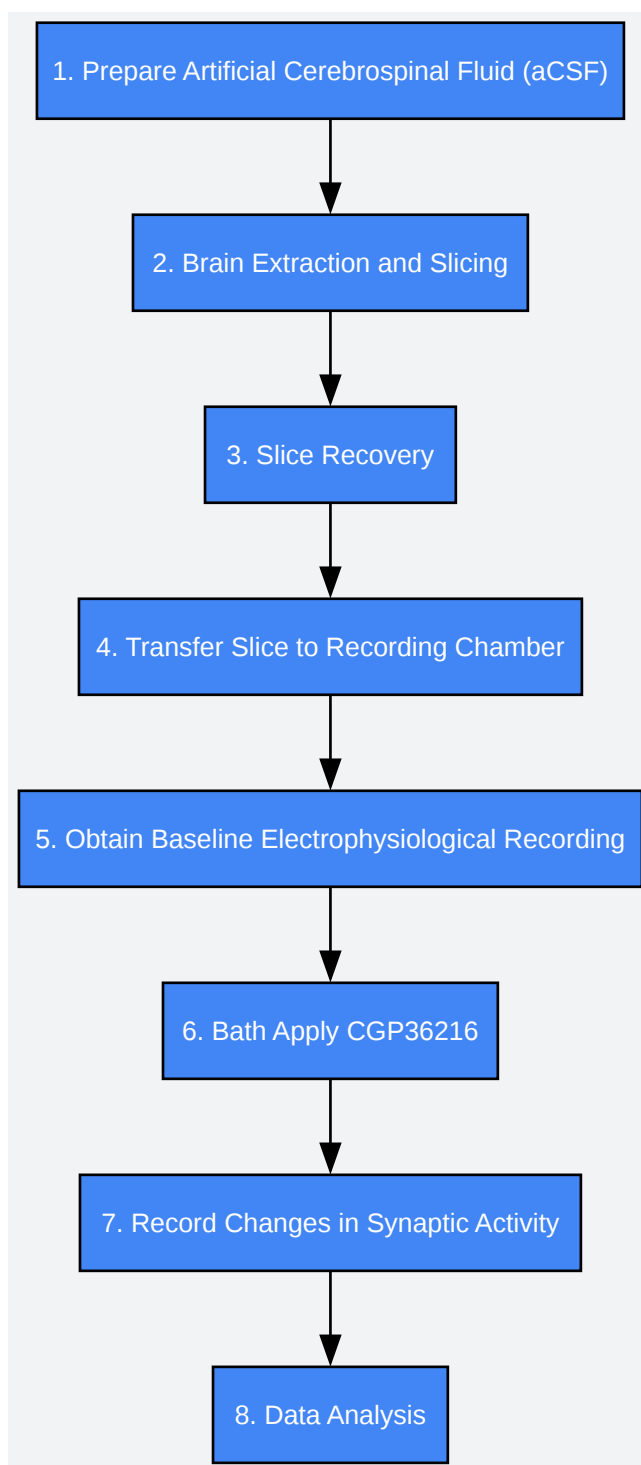 1. Prepare Artificial Cerebrospinal Fluid (aCSF)
2. Brain Extraction and Slicing
3. Slice Recovery
4. Transfer Slice to Recording Chamber
5. Obtain Baseline Electrophysiological Recording
6. Bath Apply CGP36216
7. Record Changes in Synaptic Activity
8. Data Analysis